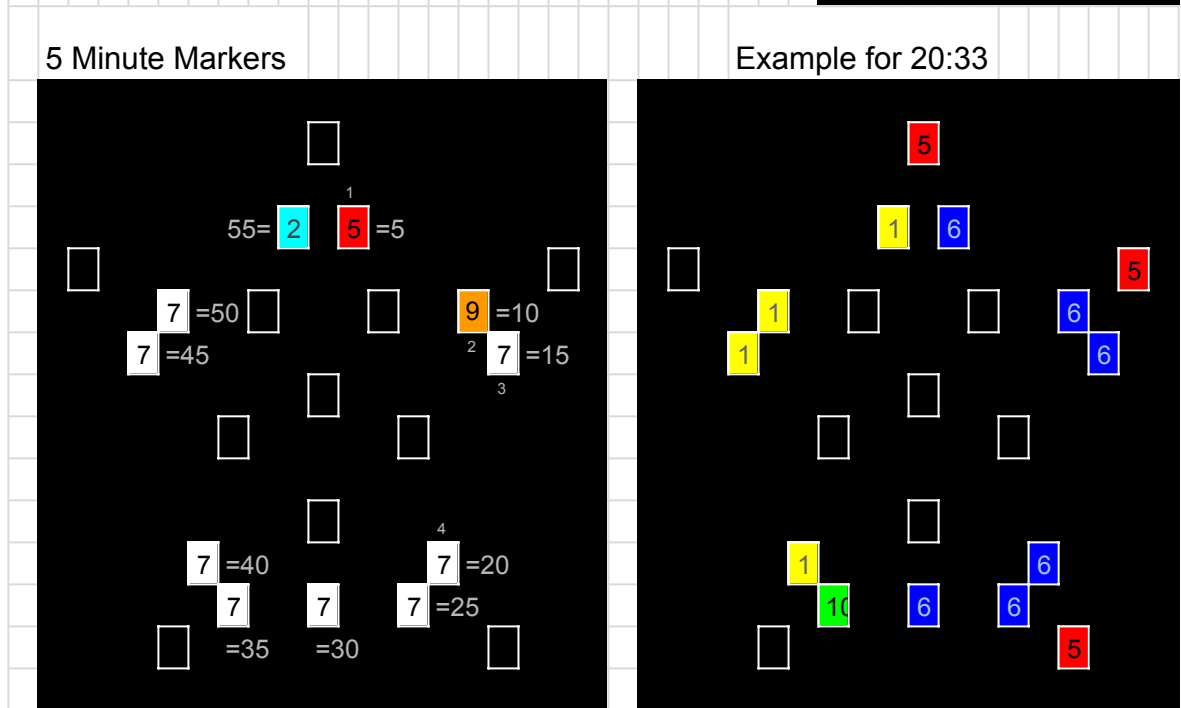 5 Minute Markers
1
55= 2 5 =5
7 =50 9 =10
7 =45 2 7 =15
3
4
7 =40 7 =20
7 7 7 =25
=35 =30
Example for 20:33
5
1 6
5
1 6
1 6
1 6
10 6 6
5